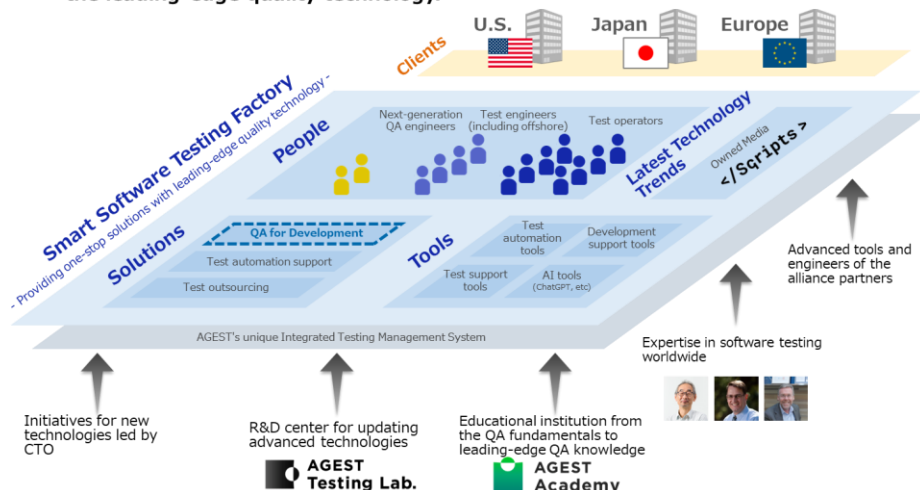 the leading-edge quality technology.
Clients
U.S.
Japan
Europe
Smart Software Testing Factory
- Providing one-stop solutions with leading-edge quality technology -
People
Next-generation
QA engineers
Test engineers
(including offshore)
Test operators
Latest Technology
Trends
Owned Media
</Sqripts>
Solutions
QA for Development
Test automation support
Test outsourcing
Tools
Test
automation
tools
Development
support tools
Test support
tools
AI tools
(ChatGPT, etc)
AGEST's unique Integrated Testing Management System
Advanced tools and
engineers of the
alliance partners
Expertise in software testing
worldwide
Initiatives for new
technologies led by
CTO
R&D center for updating
advanced technologies
AGEST
Testing Lab.
Educational institution from
the QA fundamentals to
leading-edge QA knowledge
AGEST
Academy